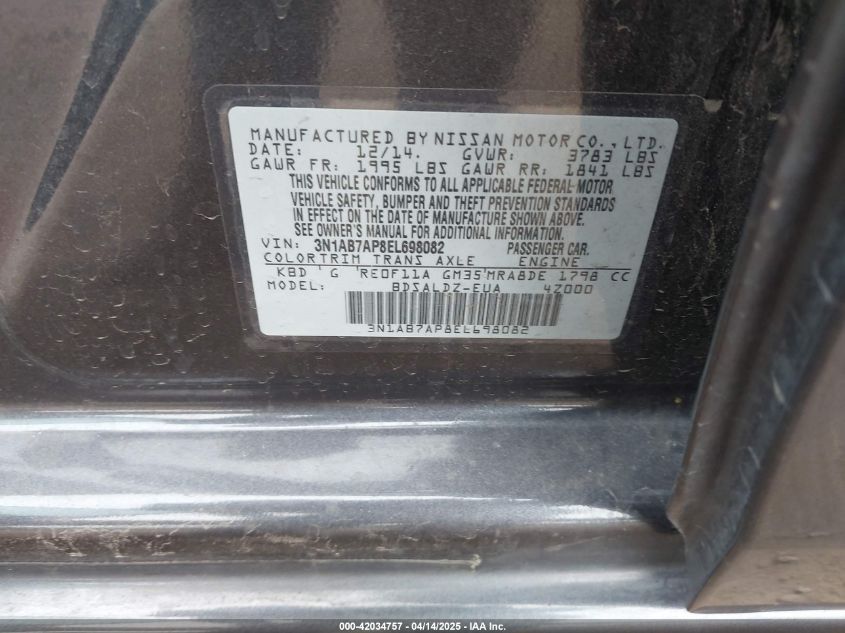 MANUFACTURED BY NISSAN MOTOR CO., LTD.
DATE: 12/14. GVWR: 3783 LBS
GAWR FR: 1995 LBS GAWR RR: 1841 LBS
THIS VEHICLE CONFORMS TO ALL APPLICABLE FEDERAL MOTOR
VEHICLE SAFETY, BUMPER AND THEFT PREVENTION STANDARDS
IN EFFECT ON THE DATE OF MANUFACTURE SHOWN ABOVE.
SEE OWNER'S MANUAL FOR ADDITIONAL INFORMATION.
VIN: 3N1AB7AP8EL698082 PASSENGER CAR.
COLOR TRIM TRANS AXLE ENGINE
KBD G RE0F11A GM35 MRA8DE 1798 CC
MODEL: BDSALDZ-EUA 4Z000
3N1AB7AP8EL698082
000-42034757 - 04/14/2025 - IAA Inc.